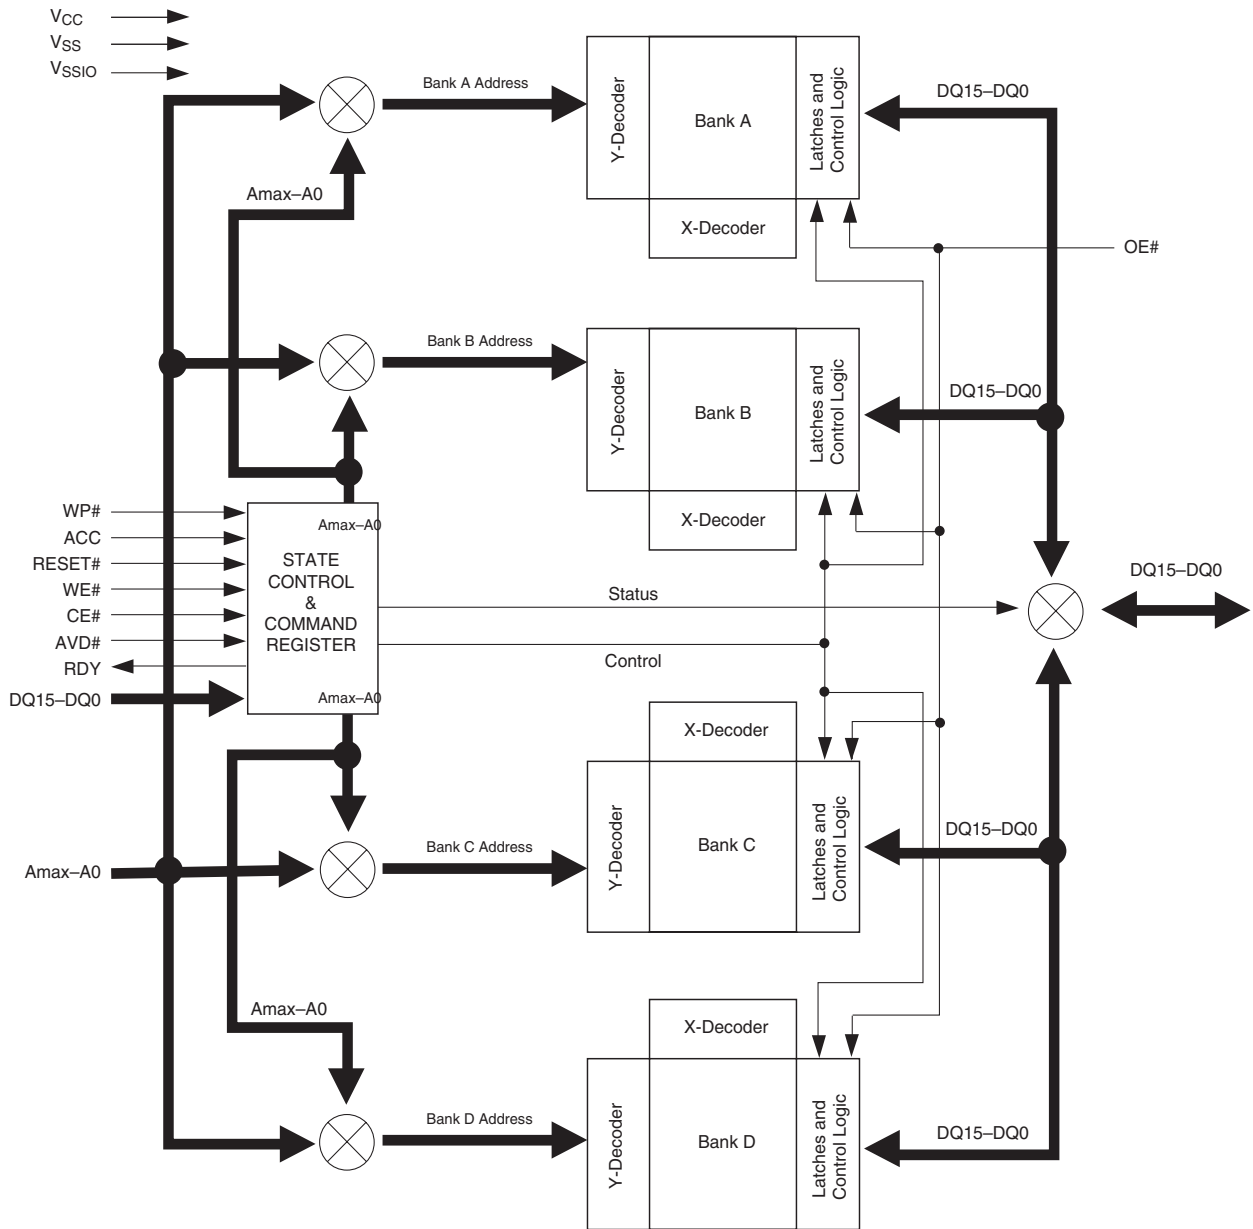 VCC
VSS
VSSIO
Bank A Address
Y-Decoder
Bank A
Latches and
Control Logic
DQ15–DQ0
X-Decoder
Amax–A0
OE#
Bank B Address
Y-Decoder
Bank B
Latches and
Control Logic
DQ15–DQ0
X-Decoder
WP#
ACC
RESET#
WE#
CE#
AVD#
RDY
DQ15–DQ0
Amax–A0
STATE
CONTROL
&
COMMAND
REGISTER
Amax–A0
Status
Control
DQ15–DQ0
X-Decoder
Amax–A0
Bank C Address
Y-Decoder
Bank C
Latches and
Control Logic
DQ15–DQ0
Amax–A0
X-Decoder
Bank D Address
Y-Decoder
Bank D
Latches and
Control Logic
DQ15–DQ0